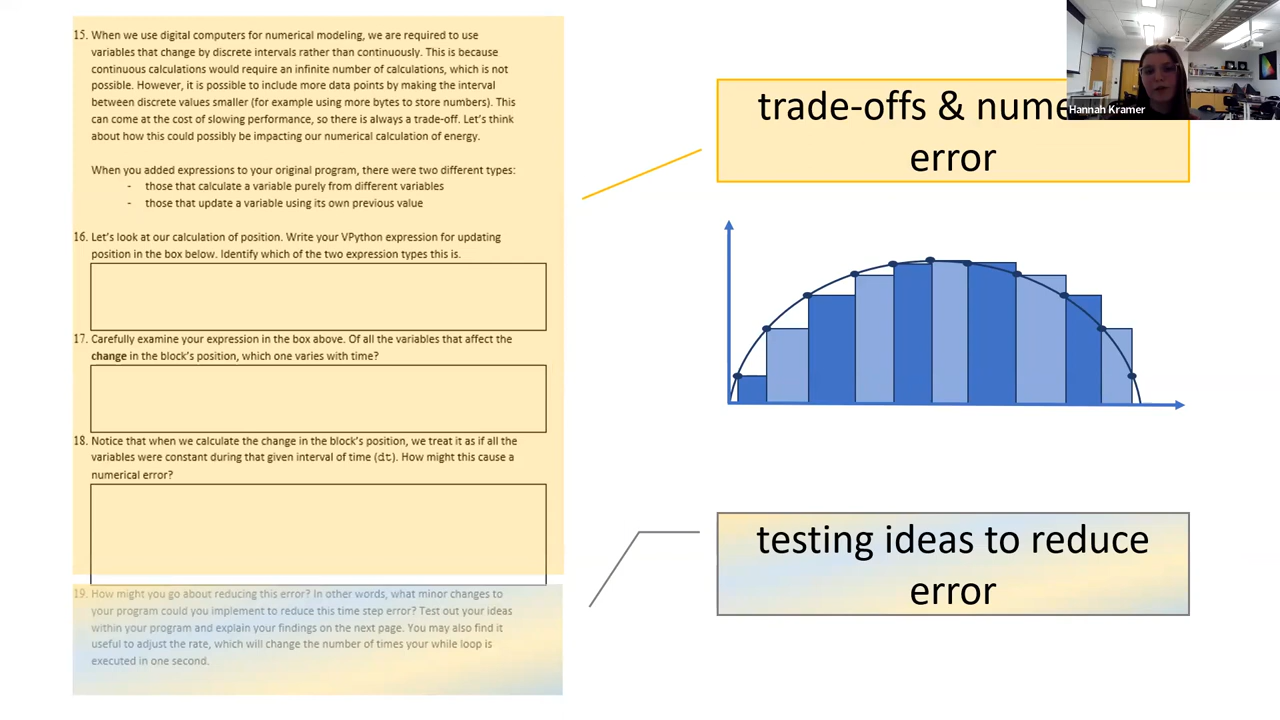 15. When we use digital computers for numerical modeling, we are required to use
variables that change by discrete intervals rather than continuously. This is because
continuous calculations would require an infinite number of calculations, which is not
possible. However, it is possible to include more data points by making the interval
between discrete values smaller (for example using more bytes to store numbers). This
can come at the cost of slowing performance, so there is always a trade-off. Let's think
about how this could possibly be impacting our numerical calculation of energy.
When you added expressions to your original program, there were two different types:
- those that calculate a variable purely from different variables
- those that update a variable using its own previous value
16. Let's look at our calculation of position. Write your VPython expression for updating
position in the box below. Identify which of the two expression types this is.
17. Carefully examine your expression in the box above. Of all the variables that affect the
change in the block's position, which one varies with time?
18. Notice that when we calculate the change in the block's position, we treat it as if all the
variables were constant during that given interval of time (dt). How might this cause a
numerical error?
19. How might you go about reducing this error? In other words, what minor changes to
your program could you implement to reduce this time step error? Test out your ideas
within your program and explain your findings on the next page. You may also find it
useful to adjust the rate, which will change the number of times your while loop is
executed in one second.
trade-offs & nume
error
testing ideas to reduce
error
Hannah Kramer